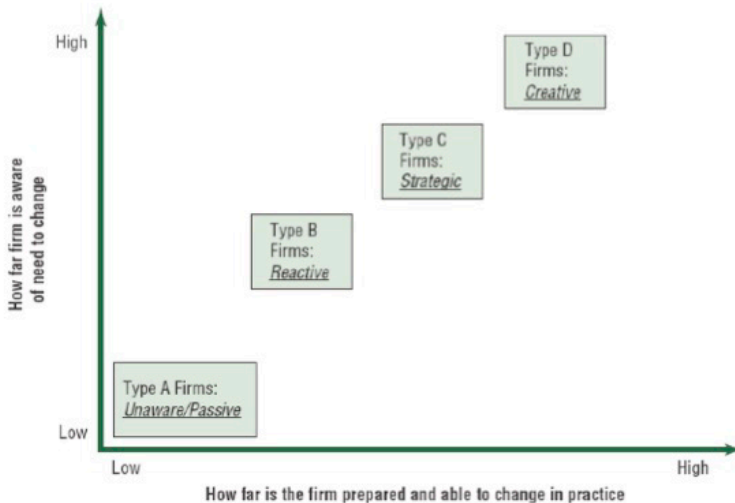 High
Type D
Firms:
Creative
Type C
Firms:
Strategic
How far firm is aware
of need to change
Type B
Firms:
Reactive
Type A Firms:
Unaware/Passive
Low
Low
High
How far is the firm prepared and able to change in practice